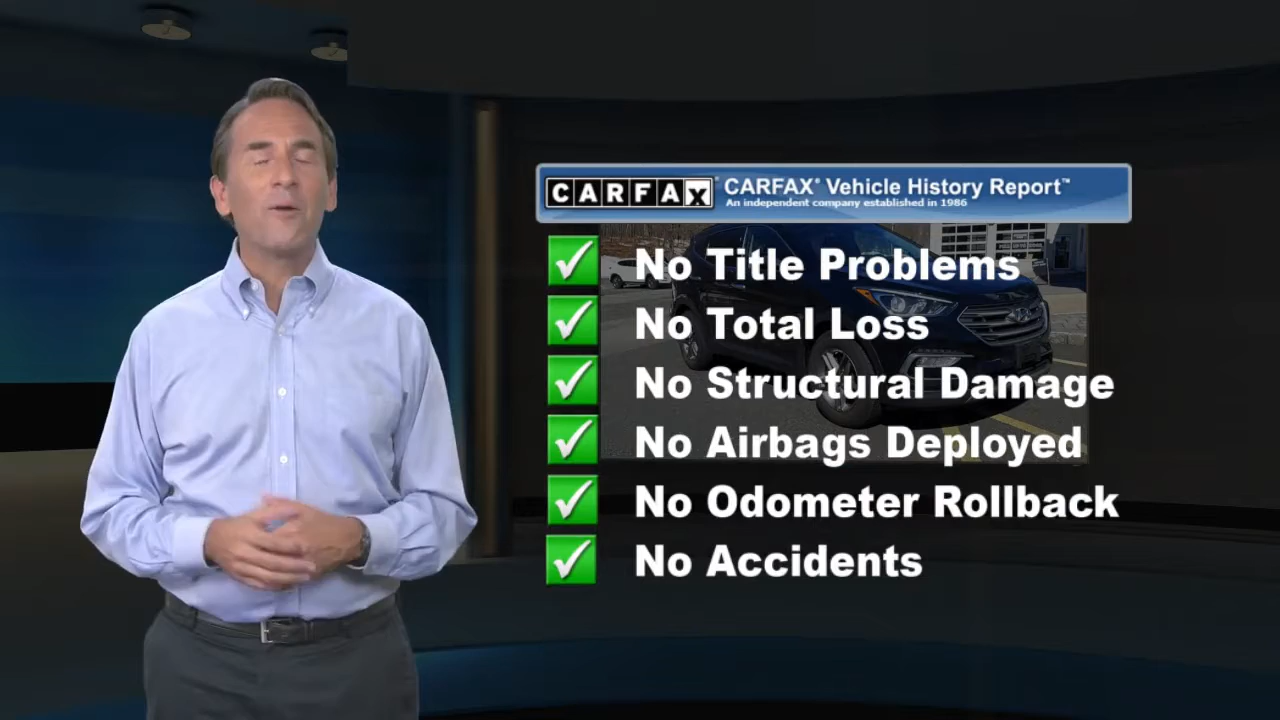 CARFAX
CARFAX® Vehicle History Report™
An independent company established in 1986
No Title Problems
No Total Loss
No Structural Damage
No Airbags Deployed
No Odometer Rollback
No Accidents